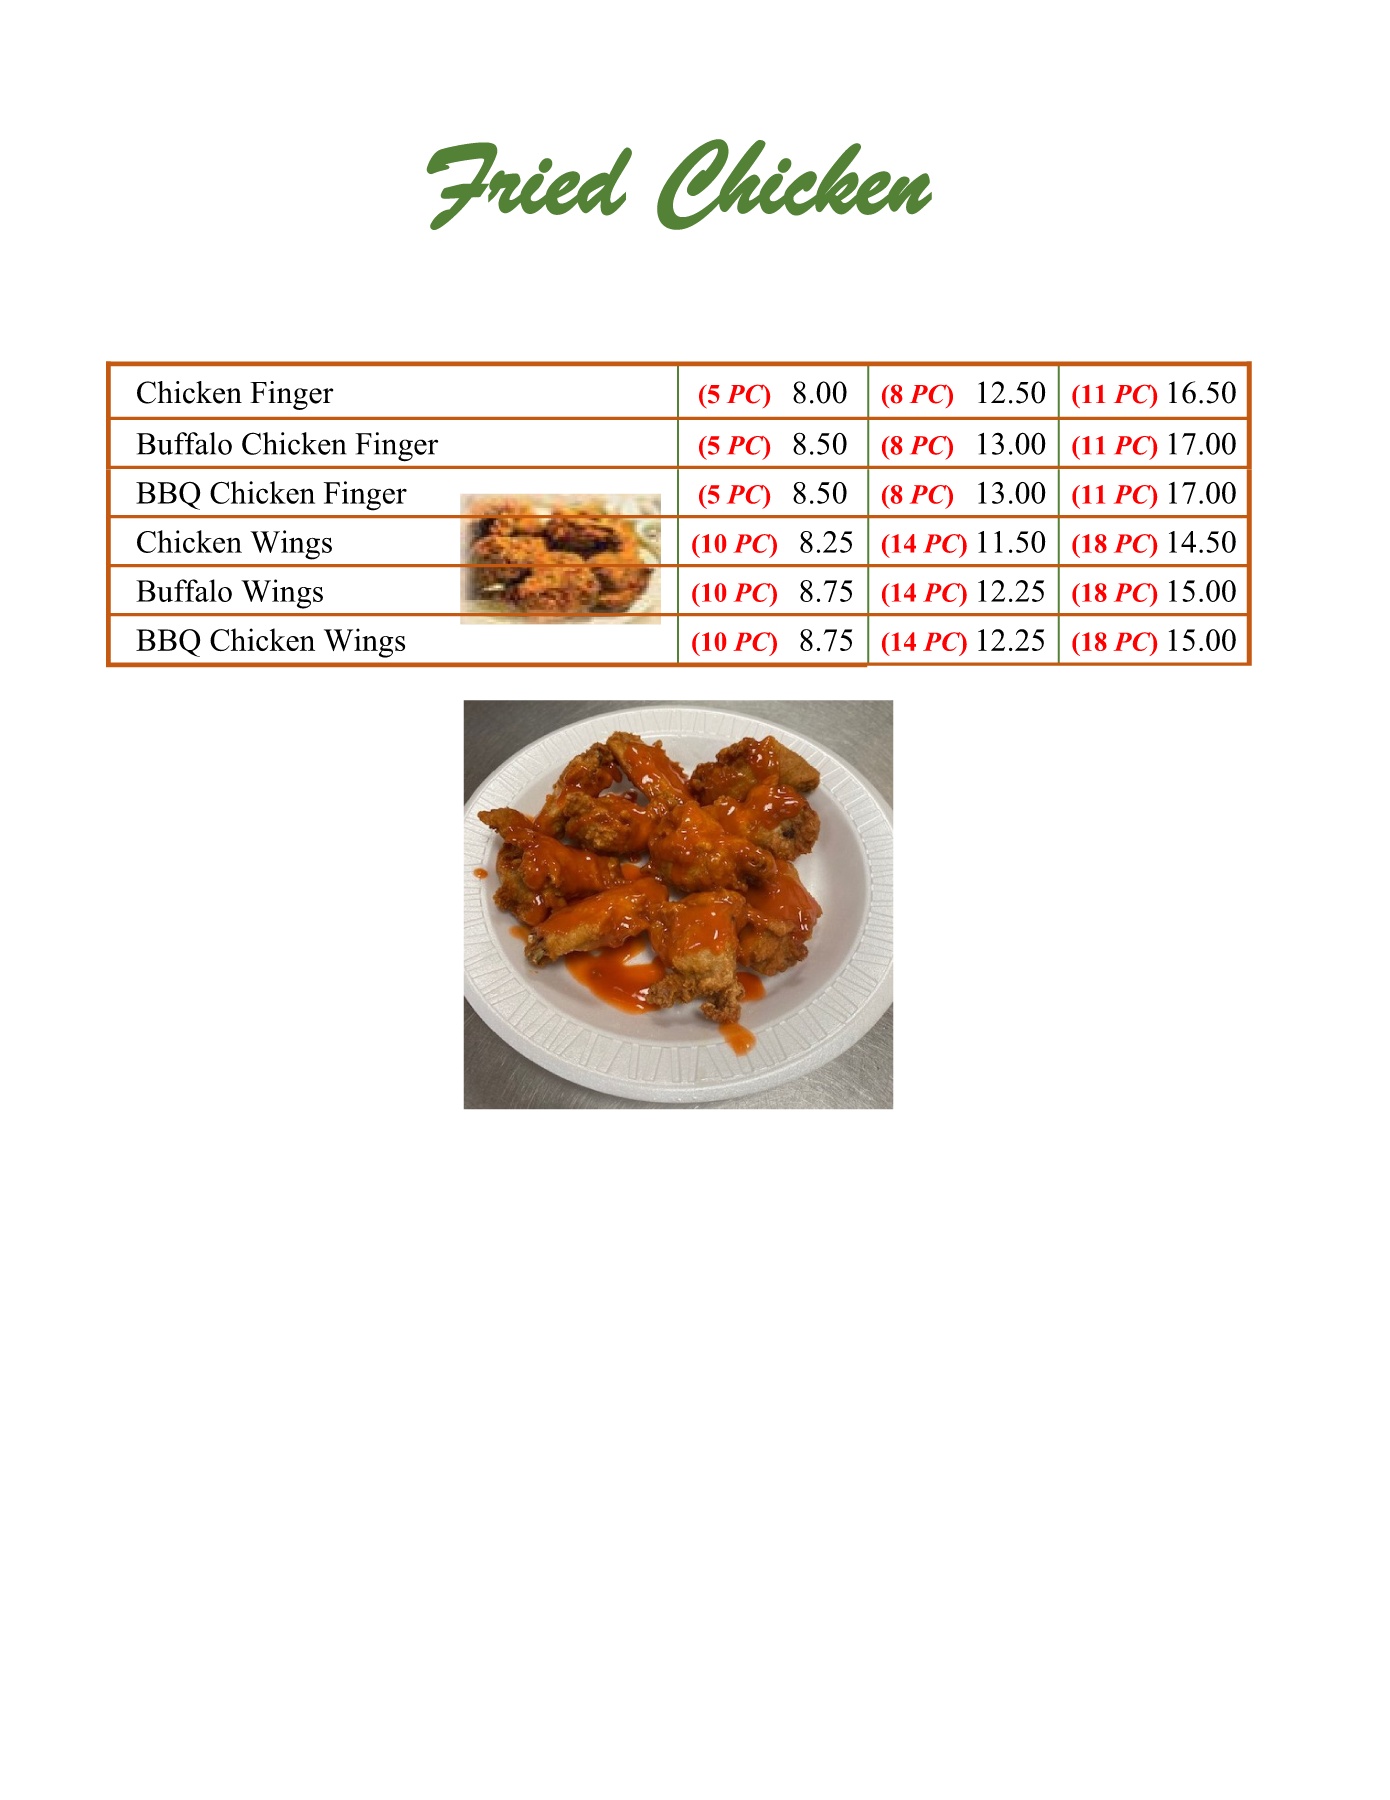 Fried Chicken
Chicken Finger (5 PC) 8.00 (8 PC) 12.50 (11 PC) 16.50
Buffalo Chicken Finger (5 PC) 8.50 (8 PC) 13.00 (11 PC) 17.00
BBQ Chicken Finger (5 PC) 8.50 (8 PC) 13.00 (11 PC) 17.00
Chicken Wings (10 PC) 8.25 (14 PC) 11.50 (18 PC) 14.50
Buffalo Wings (10 PC) 8.75 (14 PC) 12.25 (18 PC) 15.00
BBQ Chicken Wings (10 PC) 8.75 (14 PC) 12.25 (18 PC) 15.00